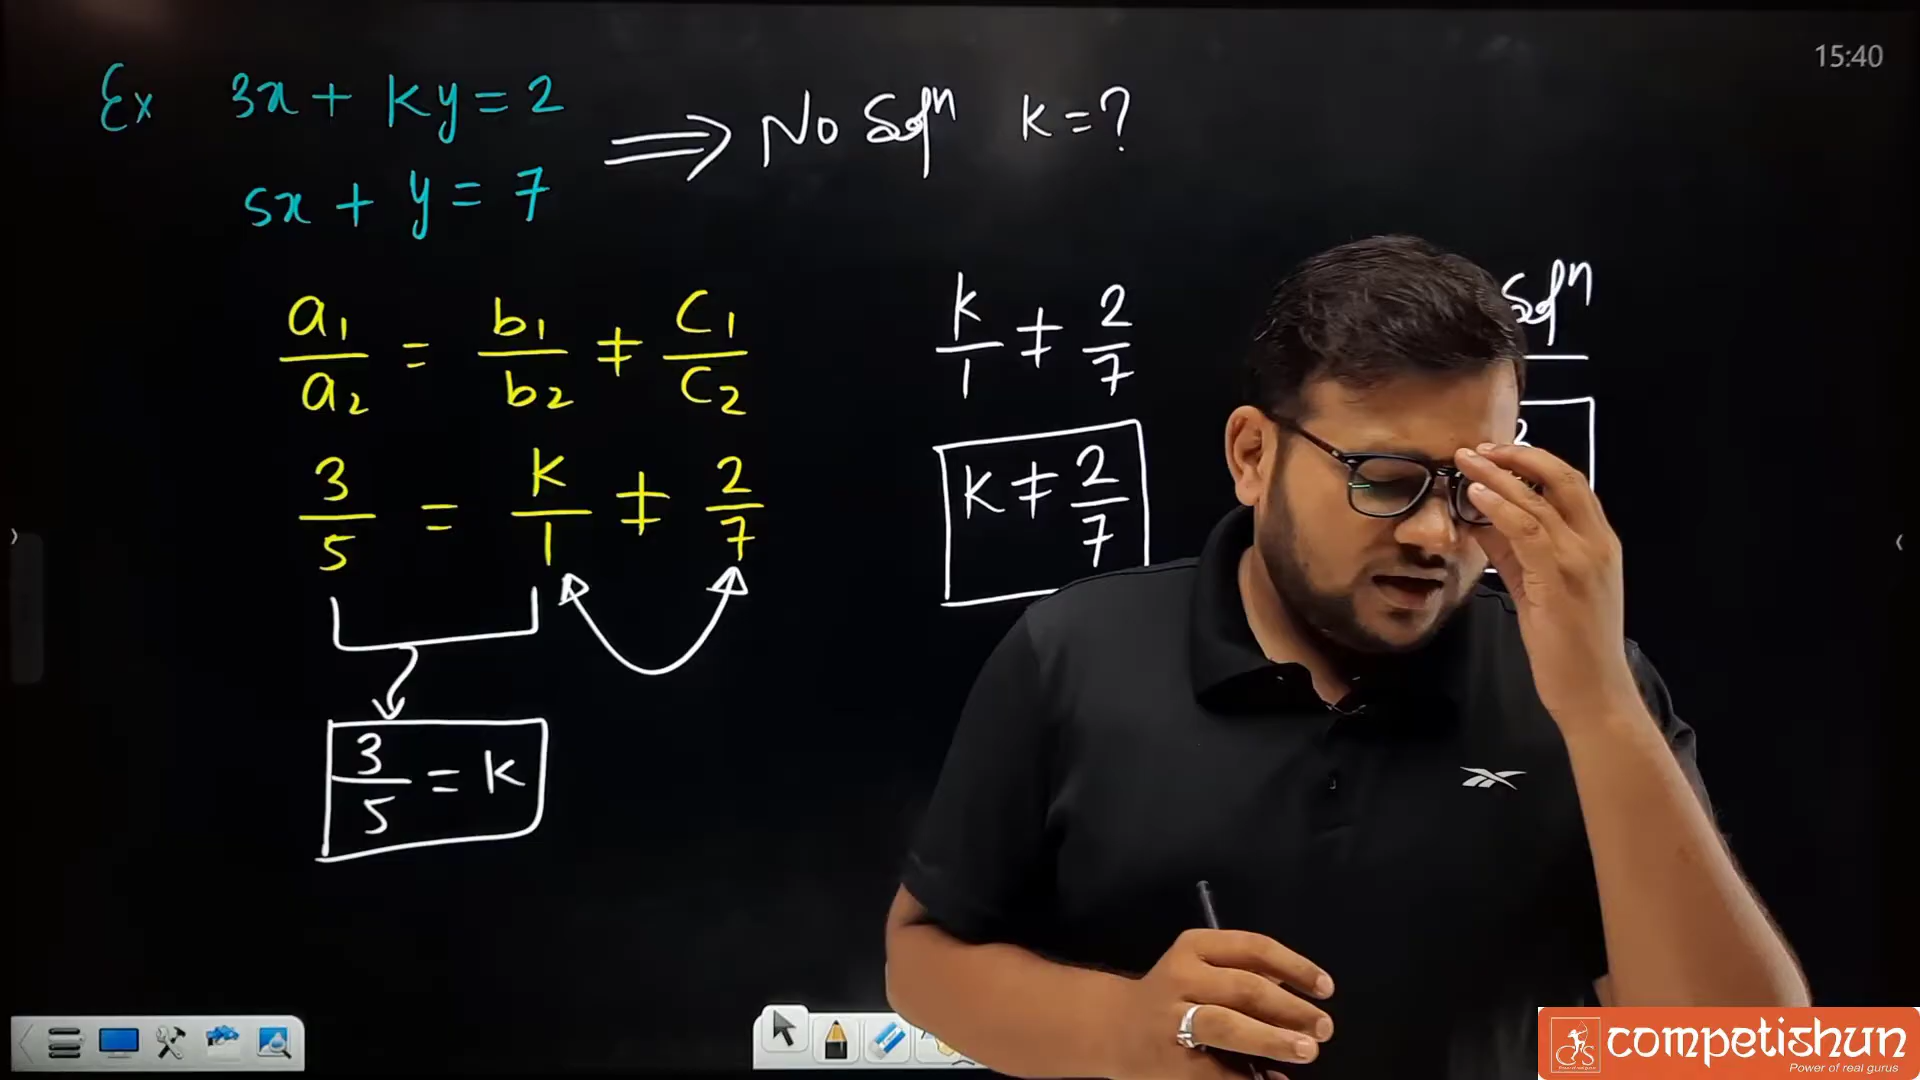 Ex 3x + ky = 2 ⟹ No Solⁿ k = ?
5x + y = 7
15:40
a₁/a₂ = b₁/b₂ ≠ c₁/c₂
3/5 = k/1 ≠ 2/7
3/5 = k
k/1 ≠ 2/7
k ≠ 2/7
Solⁿ
competishun
Power of real gurus